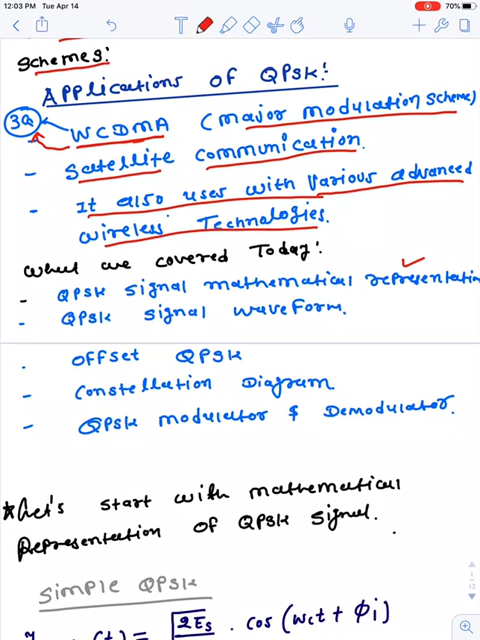 12:03 PM Tue Apr 14
70%
Schemes:
Applications of QPSK!
3G
- WCDMA (Major Modulation Scheme)
- Satellite Communication.
- It also uses with Various advanced
wireless Technologies.
What we covered Today!
- QPSK signal mathematical representation
- QPSK Signal waveform.
. OFFset QPSK
- Constellation Diagram.
- QPSK modulator & Demodulator.
*Let's start with mathematical
Representation of QPSK Signal.
Simple QPSK
(t) = √2Es . cos (wct + φi)
1
12